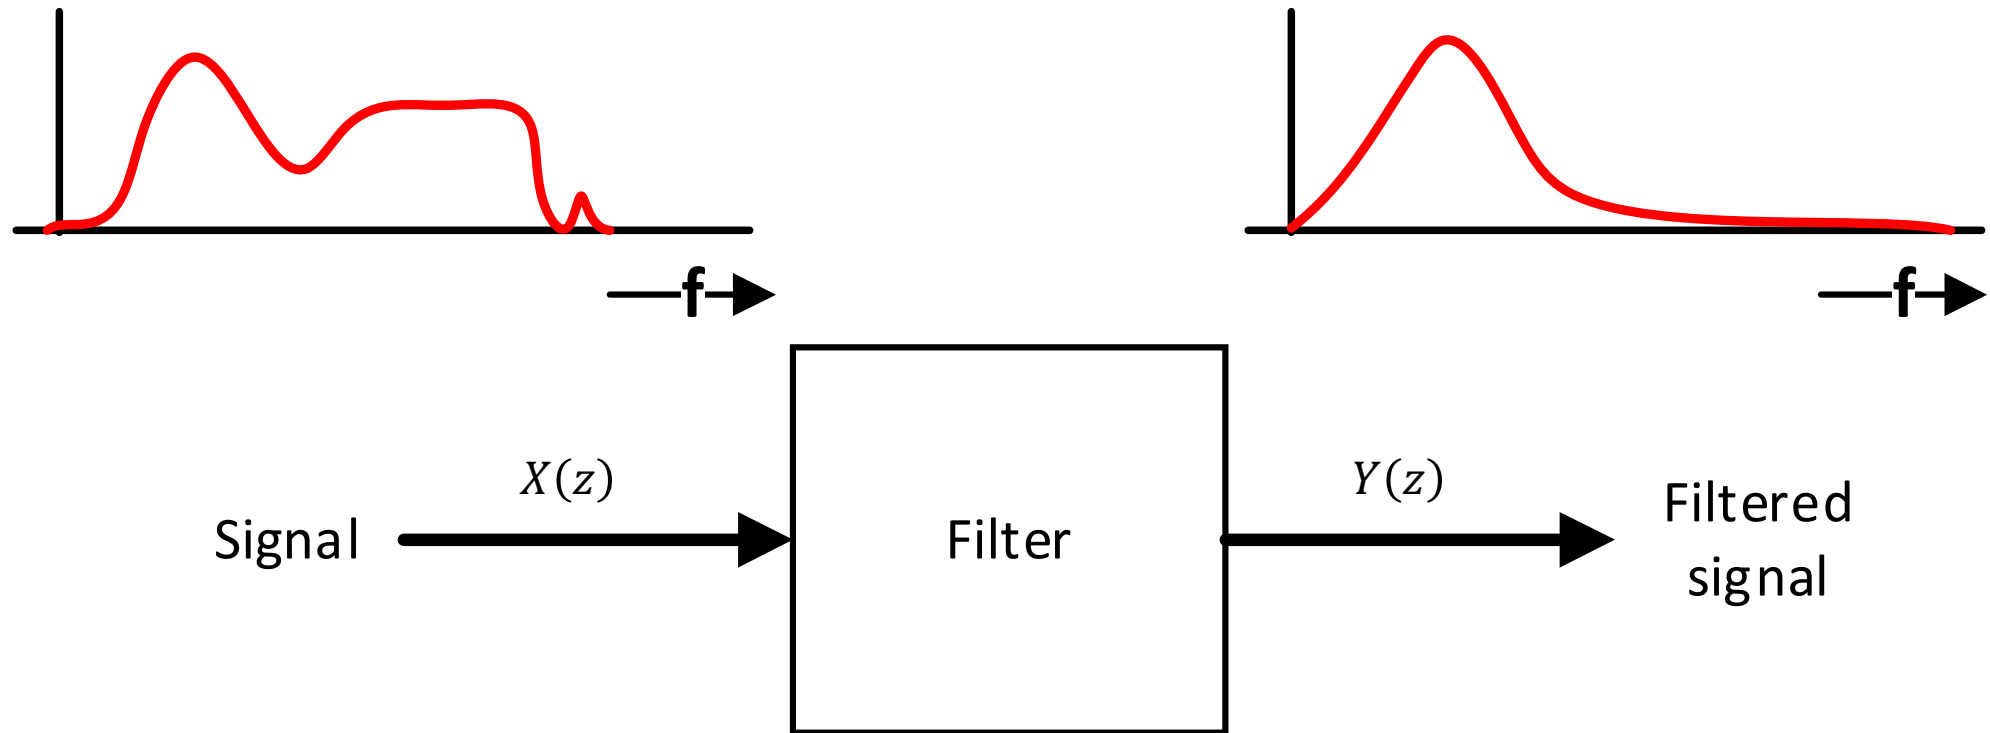 f
f
X(z)
Y(z)
Signal
Filter
Filtered
signal